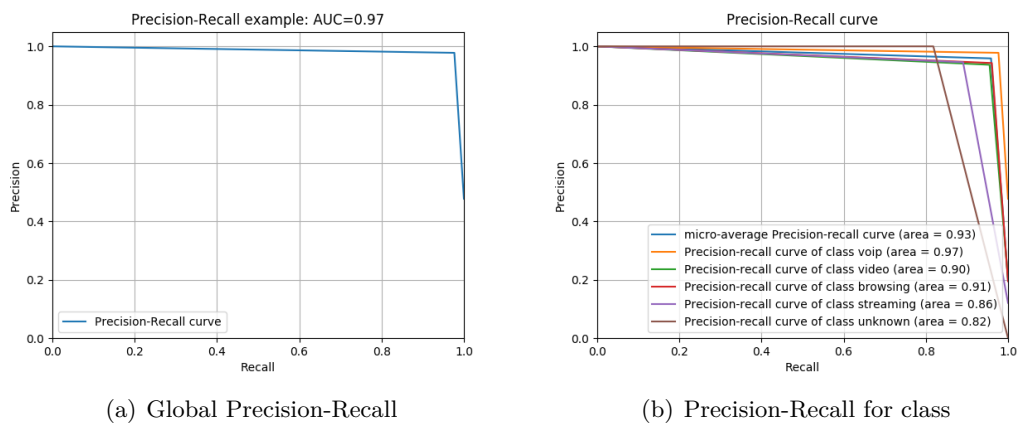 Precision-Recall example: AUC=0.97
1.0
0.8
0.6
0.4
0.2
0.0
Precision
Precision-Recall curve
0.0 0.2 0.4 0.6 0.8 1.0
Recall
(a) Global Precision-Recall
Precision-Recall curve
1.0
0.8
0.6
0.4
0.2
0.0
Precision
micro-average Precision-recall curve (area = 0.93)
Precision-recall curve of class voip (area = 0.97)
Precision-recall curve of class video (area = 0.90)
Precision-recall curve of class browsing (area = 0.91)
Precision-recall curve of class streaming (area = 0.86)
Precision-recall curve of class unknown (area = 0.82)
0.0 0.2 0.4 0.6 0.8 1.0
Recall
(b) Precision-Recall for class